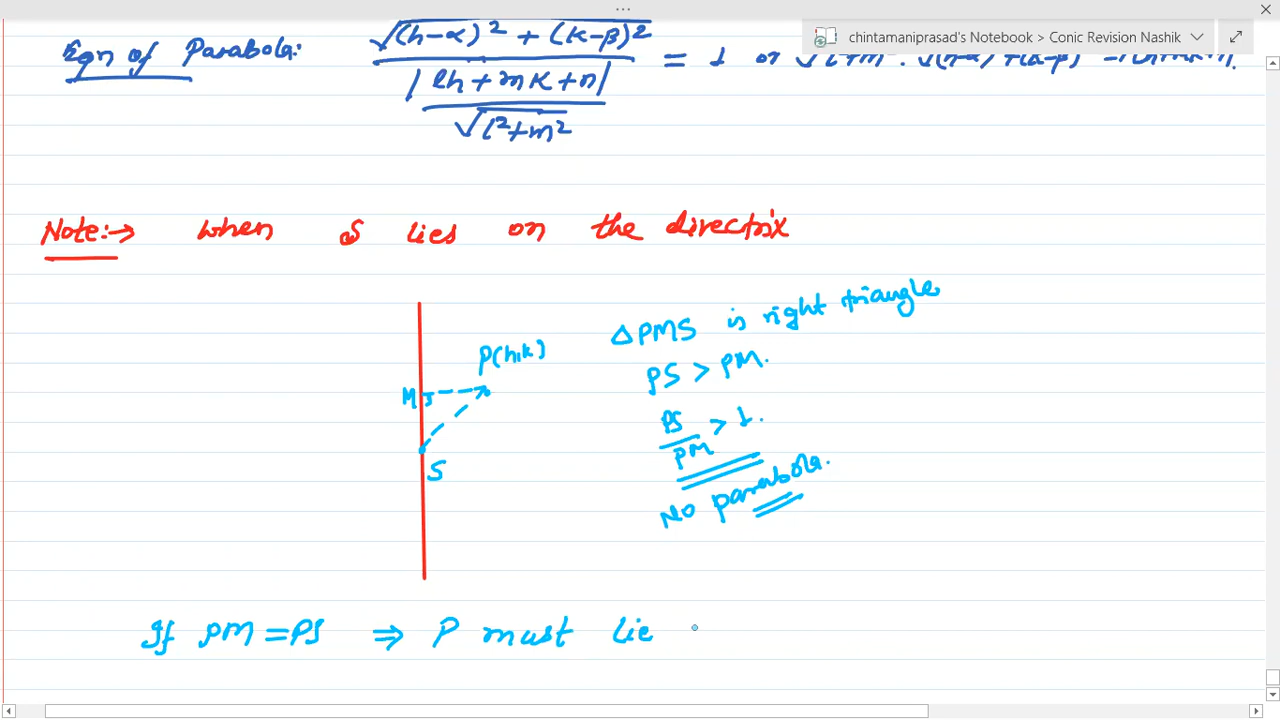 chintamaniprasad's Notebook > Conic Revision Nashik
Eqn of Parabola: √((h-α)² + (k-β)²) / (|lh + mk + n| / √(l²+m²)) = 1 or
Note:→ when S lies on the directrix
Δ PMS is right triangle
P(h,k)
PS > PM.
M
PS/PM > 1.
S
No parabola.
If PM = PS ⇒ P must lie